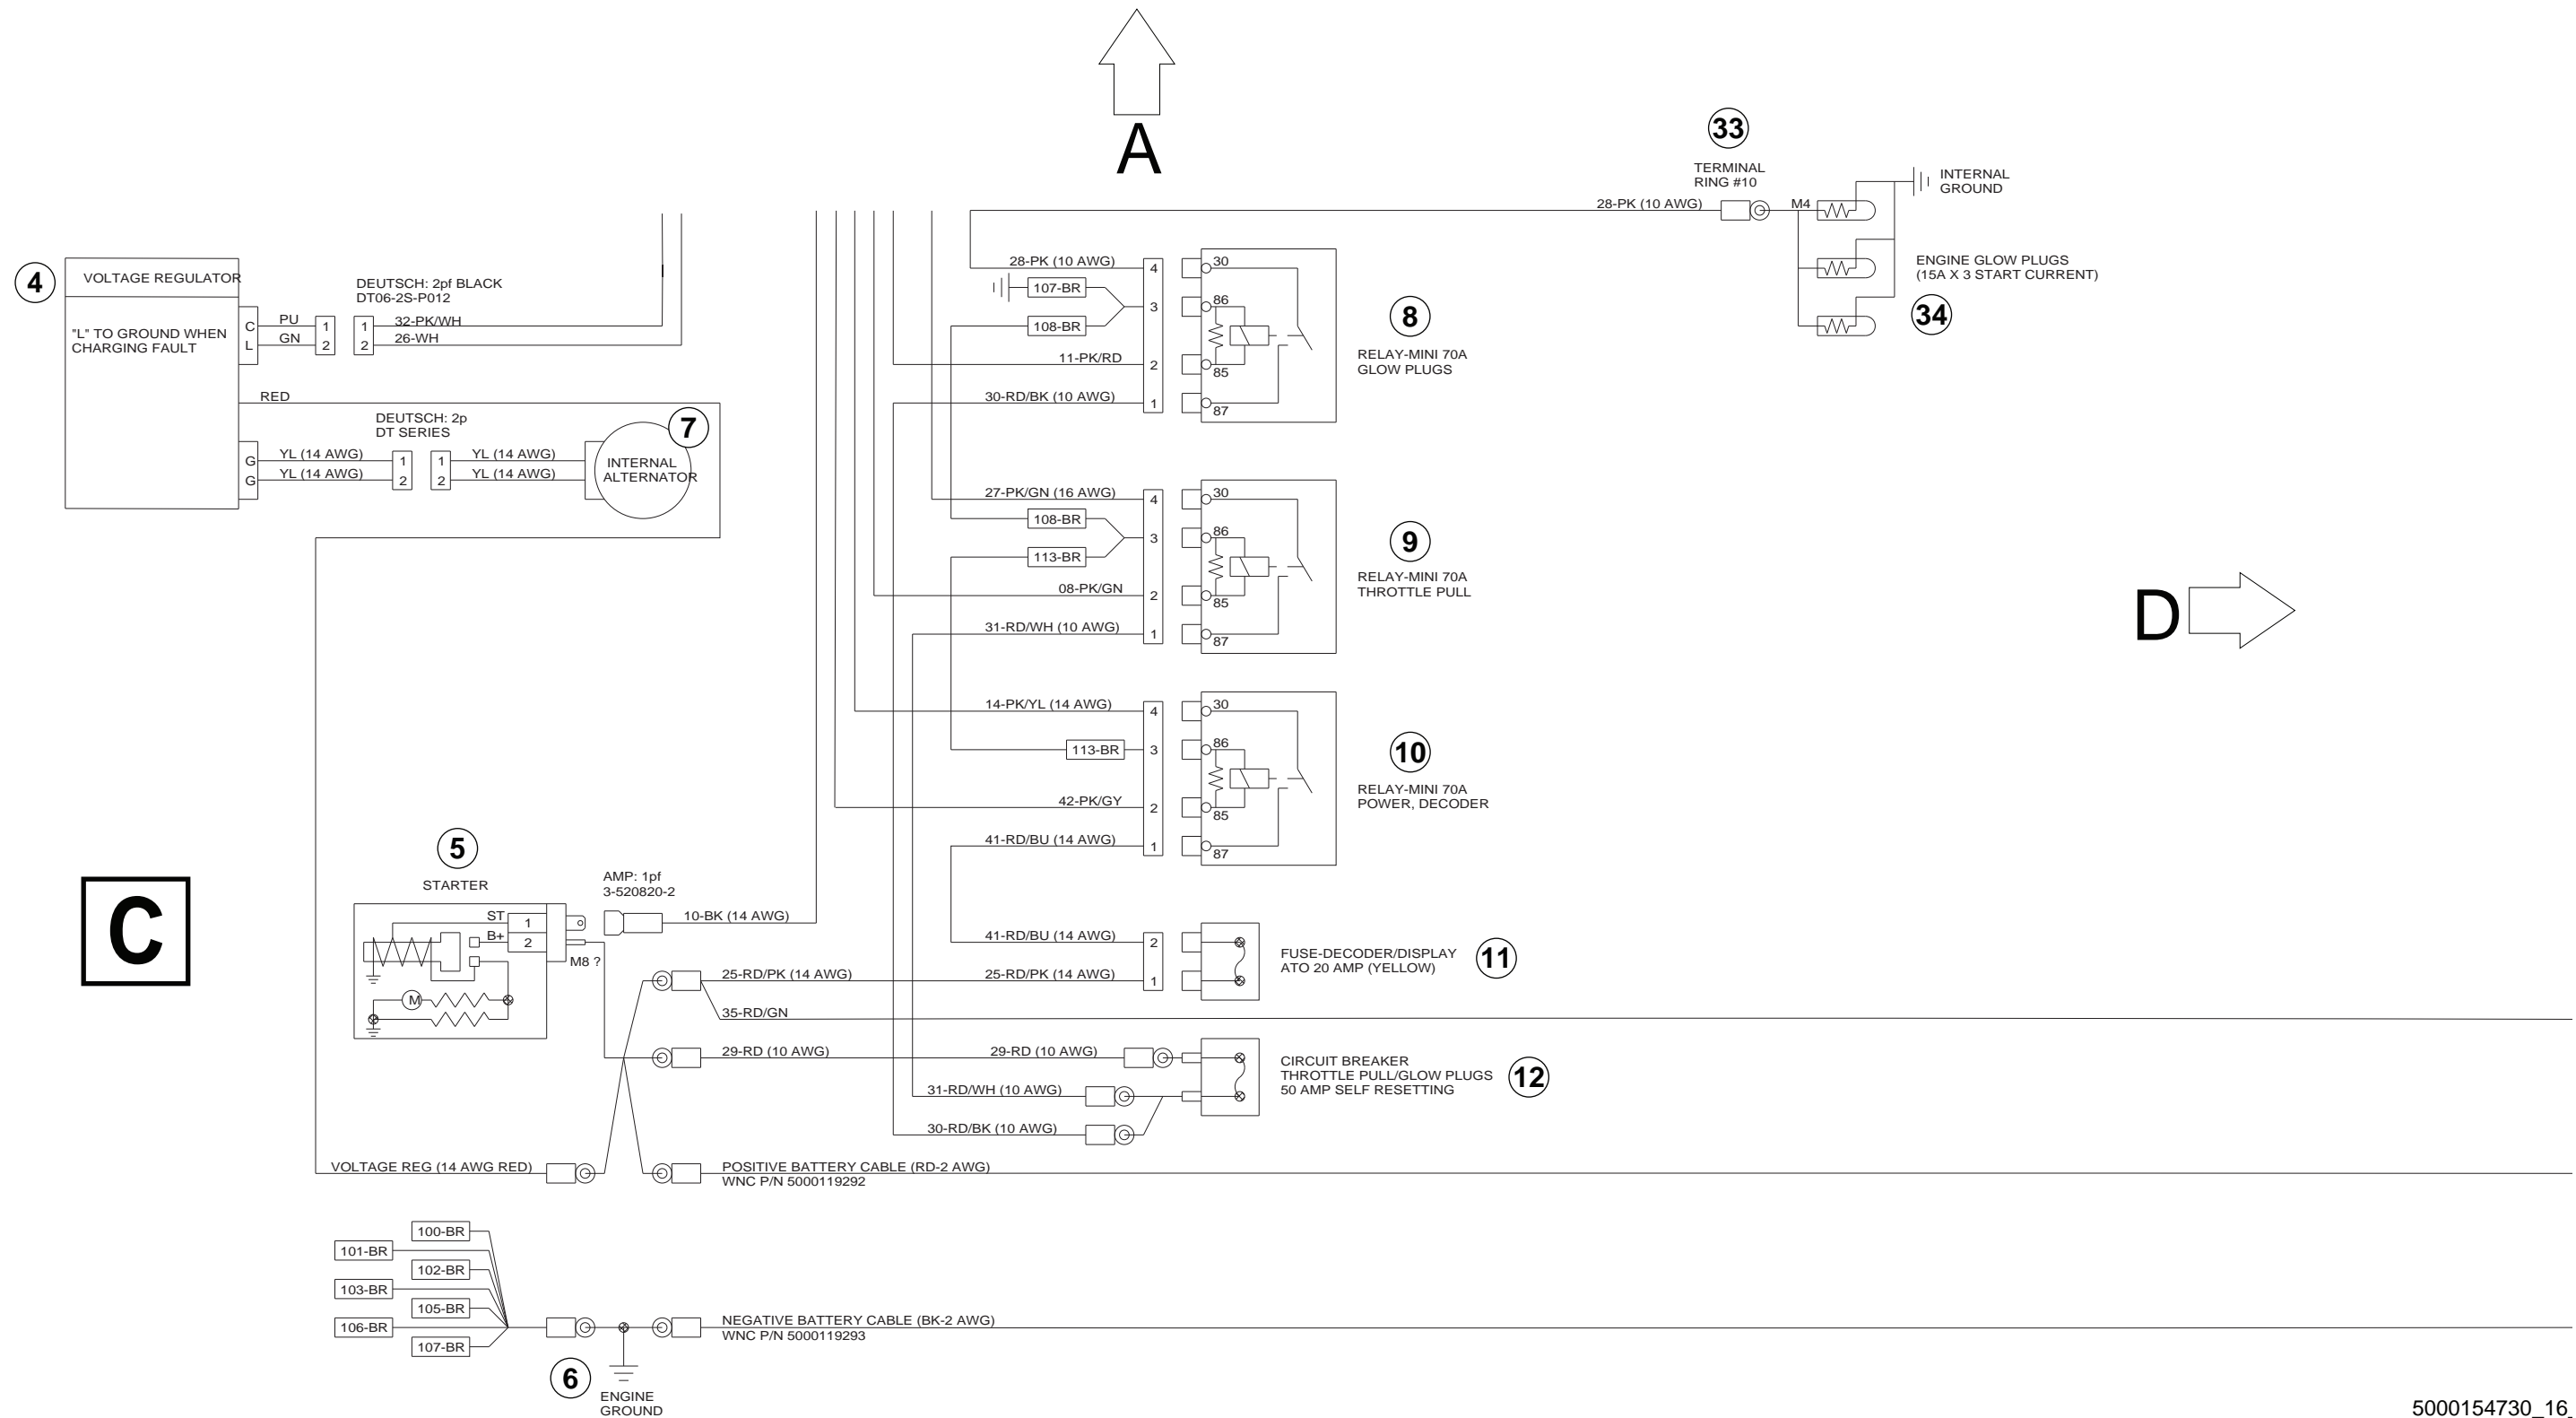 A
33
TERMINAL
RING #10
28-PK (10 AWG)
M4
INTERNAL
GROUND
ENGINE GLOW PLUGS
(15A X 3 START CURRENT)
34
4
VOLTAGE REGULATOR
"L" TO GROUND WHEN
CHARGING FAULT
C
L
PU
GN
1
2
DEUTSCH: 2pf BLACK
DT06-2S-P012
1
2
32-PK/WH
26-WH
RED
DEUTSCH: 2p
DT SERIES
G
G
YL (14 AWG)
YL (14 AWG)
1
2
1
2
YL (14 AWG)
YL (14 AWG)
INTERNAL
ALTERNATOR
7
28-PK (10 AWG)
107-BR
108-BR
11-PK/RD
30-RD/BK (10 AWG)
4
3
2
1
30
86
85
87
8
RELAY-MINI 70A
GLOW PLUGS
27-PK/GN (16 AWG)
108-BR
113-BR
08-PK/GN
31-RD/WH (10 AWG)
4
3
2
1
30
86
85
87
9
RELAY-MINI 70A
THROTTLE PULL
D
14-PK/YL (14 AWG)
113-BR
42-PK/GY
41-RD/BU (14 AWG)
4
3
2
1
30
86
85
87
10
RELAY-MINI 70A
POWER, DECODER
C
5
STARTER
ST
B+
1
2
M8 ?
M
AMP: 1pf
3-520820-2
10-BK (14 AWG)
41-RD/BU (14 AWG)
25-RD/PK (14 AWG)
25-RD/PK (14 AWG)
2
1
FUSE-DECODER/DISPLAY
ATO 20 AMP (YELLOW)
11
35-RD/GN
29-RD (10 AWG)
29-RD (10 AWG)
31-RD/WH (10 AWG)
30-RD/BK (10 AWG)
CIRCUIT BREAKER
THROTTLE PULL/GLOW PLUGS
50 AMP SELF RESETTING
12
VOLTAGE REG (14 AWG RED)
POSITIVE BATTERY CABLE (RD-2 AWG)
WNC P/N 5000119292
100-BR
101-BR
102-BR
103-BR
105-BR
106-BR
107-BR
NEGATIVE BATTERY CABLE (BK-2 AWG)
WNC P/N 5000119293
6
ENGINE
GROUND
5000154730_16_